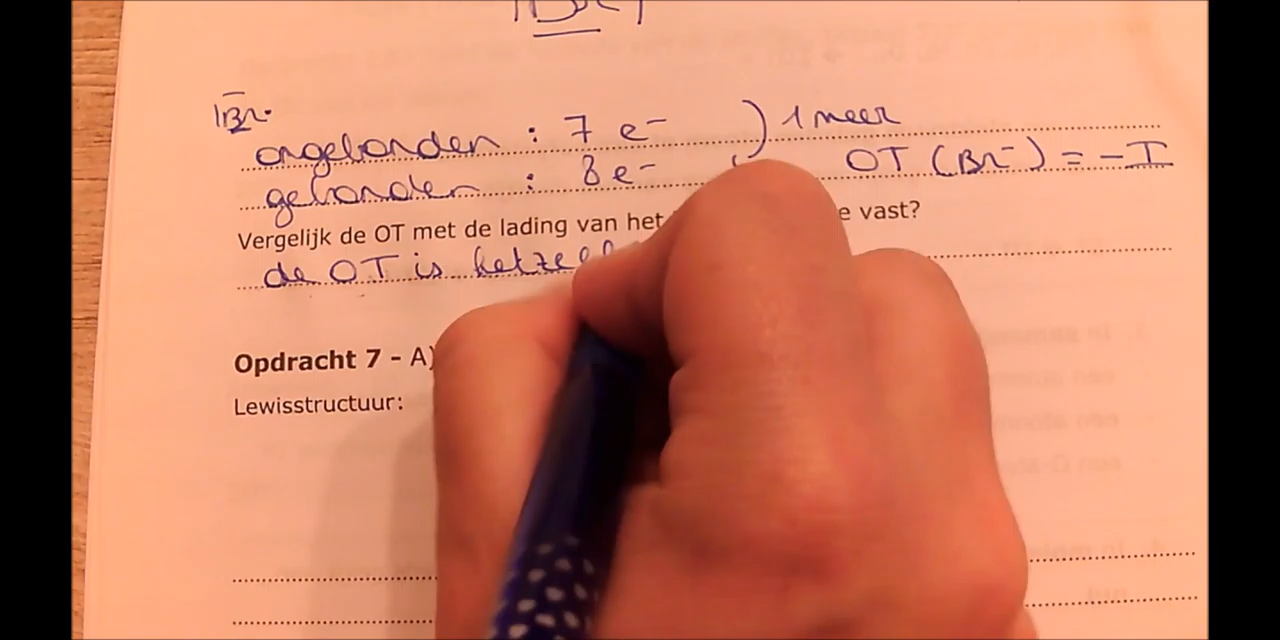 |Br·
ongebonden : 7 e⁻ ) 1 meer
gebonden : 8 e⁻ OT (Br⁻) = -I
Vergelijk de OT met de lading van het e vast?
de OT is hetzelf
Opdracht 7 - A)
Lewisstructuur: